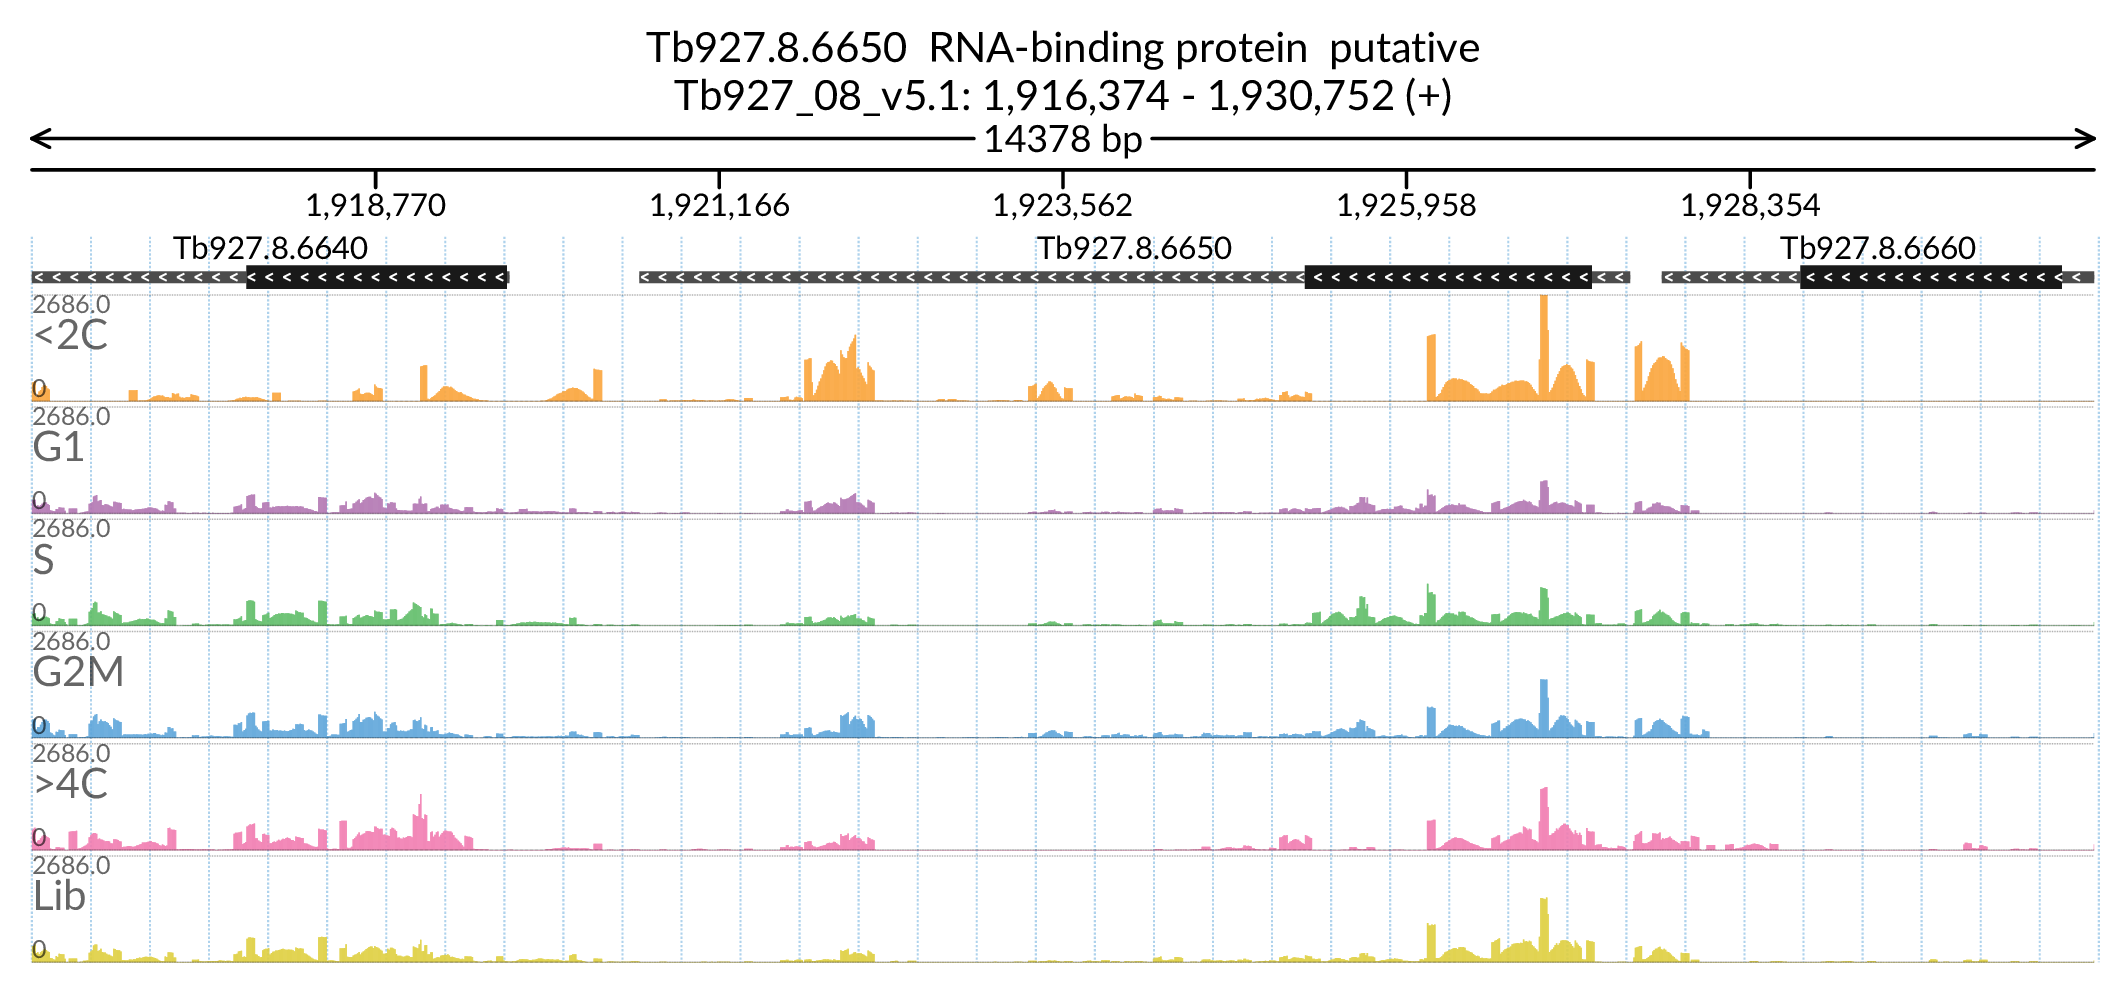 Tb927.8.6650  RNA-binding protein  putative
Tb927_08_v5.1: 1,916,374 - 1,930,752 (+)
14378 bp
1,918,770 1,921,166 1,923,562 1,925,958 1,928,354
Tb927.8.6640 Tb927.8.6650 Tb927.8.6660
2686.0
<2C
0
2686.0
G1
0
2686.0
S
0
2686.0
G2M
0
2686.0
>4C
0
2686.0
Lib
0